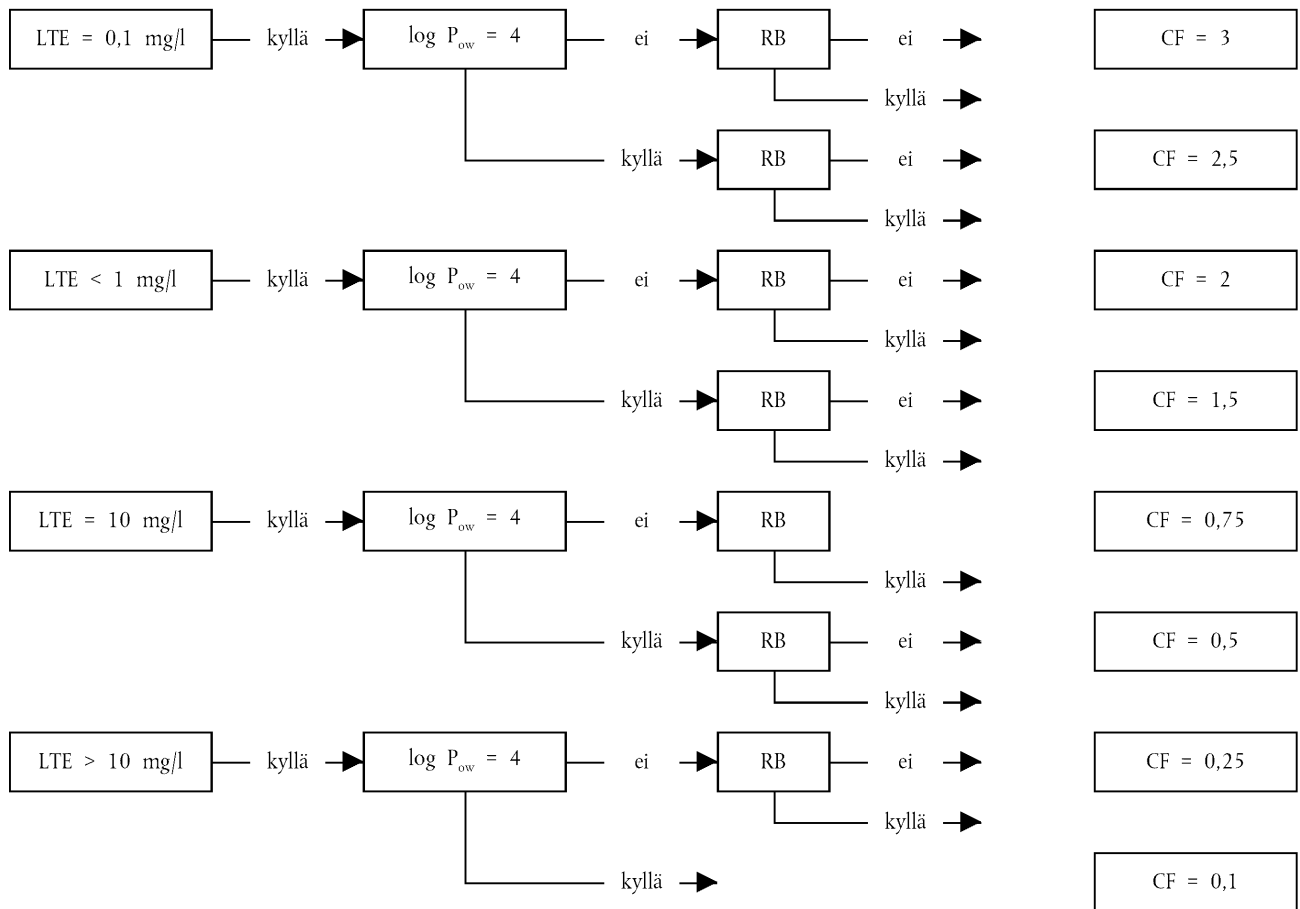 LTE = 0,1 mg/l kyllä log Pow = 4 ei RB ei CF = 3
kyllä
kyllä RB ei CF = 2,5
kyllä
LTE < 1 mg/l kyllä log Pow = 4 ei RB ei CF = 2
kyllä
kyllä RB ei CF = 1,5
kyllä
LTE = 10 mg/l kyllä log Pow = 4 ei RB CF = 0,75
kyllä
kyllä RB ei CF = 0,5
kyllä
LTE > 10 mg/l kyllä log Pow = 4 ei RB ei CF = 0,25
kyllä
kyllä CF = 0,1